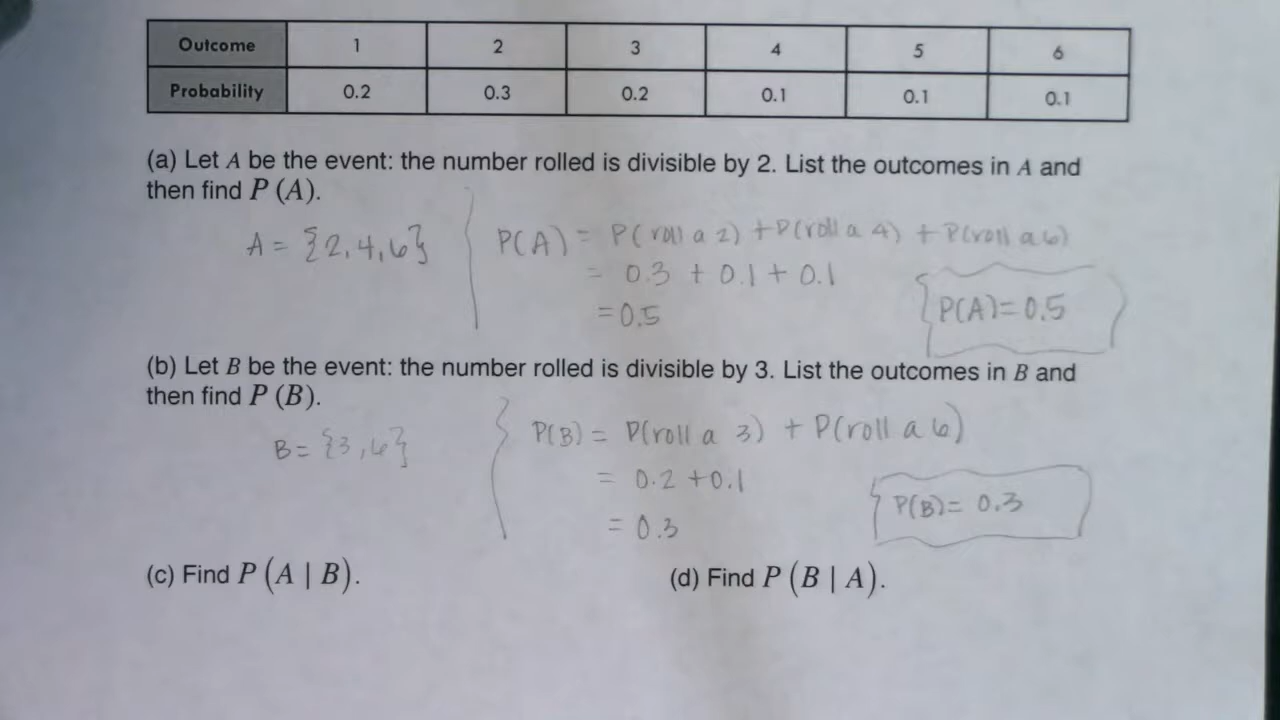 Outcome 1 2 3 4 5 6
Probability 0.2 0.3 0.2 0.1 0.1 0.1
(a) Let A be the event: the number rolled is divisible by 2. List the outcomes in A and
then find P (A).
A = {2,4,6}
P(A) = P(roll a 2) + P(roll a 4) + P(roll a 6)
= 0.3 + 0.1 + 0.1
= 0.5
P(A) = 0.5
(b) Let B be the event: the number rolled is divisible by 3. List the outcomes in B and
then find P (B).
B = {3,6}
P(B) = P(roll a 3) + P(roll a 6)
= 0.2 + 0.1
= 0.3
P(B) = 0.3
(c) Find P (A | B).
(d) Find P (B | A).